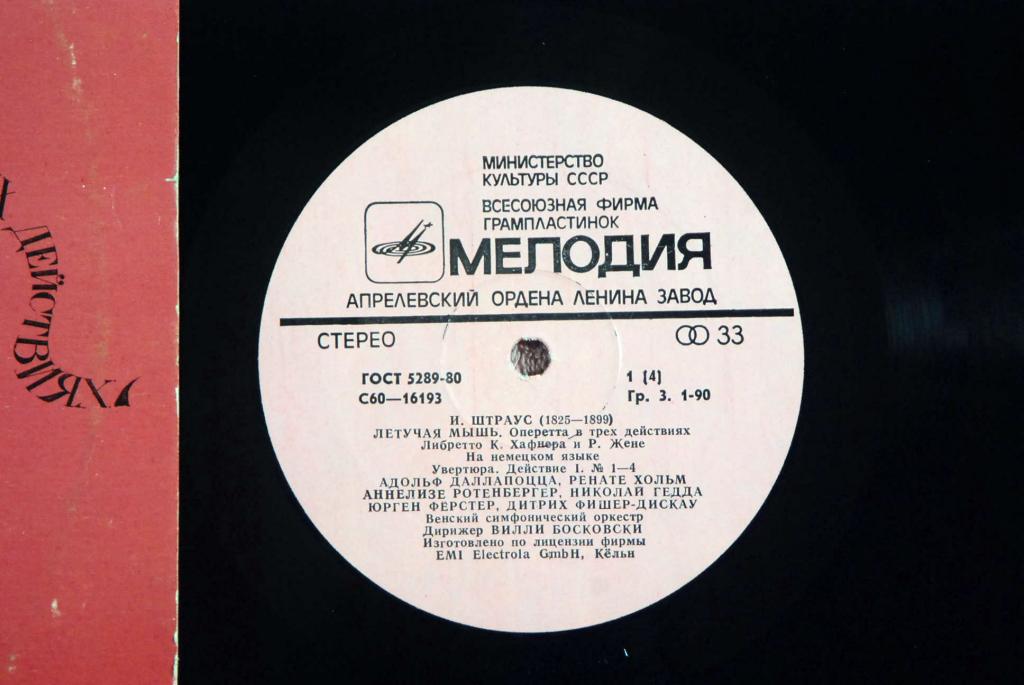 ДЕЙСТВИЯХ
МИНИСТЕРСТВО
КУЛЬТУРЫ СССР
ВСЕСОЮЗНАЯ ФИРМА
ГРАМПЛАСТИНОК
МЕЛОДИЯ
АПРЕЛЕВСКИЙ ОРДЕНА ЛЕНИНА ЗАВОД
СТЕРЕО 33
ГОСТ 5289-80 1 (4)
С60—16193 Гр. 3. 1-90
И. ШТРАУС (1825—1899)
ЛЕТУЧАЯ МЫШЬ. Оперетта в трех действиях
Либретто К. Хафнера и Р. Жене
На немецком языке
Увертюра. Действие I. № 1—4
АДОЛЬФ ДАЛЛАПОЦЦА, РЕНАТЕ ХОЛЬМ
АННЕЛИЗЕ РОТЕНБЕРГЕР, НИКОЛАЙ ГЕДДА
ЮРГЕН ФЕРСТЕР, ДИТРИХ ФИШЕР-ДИСКАУ
Венский симфонический оркестр
Дирижер ВИЛЛИ БОСКОВСКИ
Изготовлено по лицензии фирмы
EMI Electrola GmbH, Кёльн